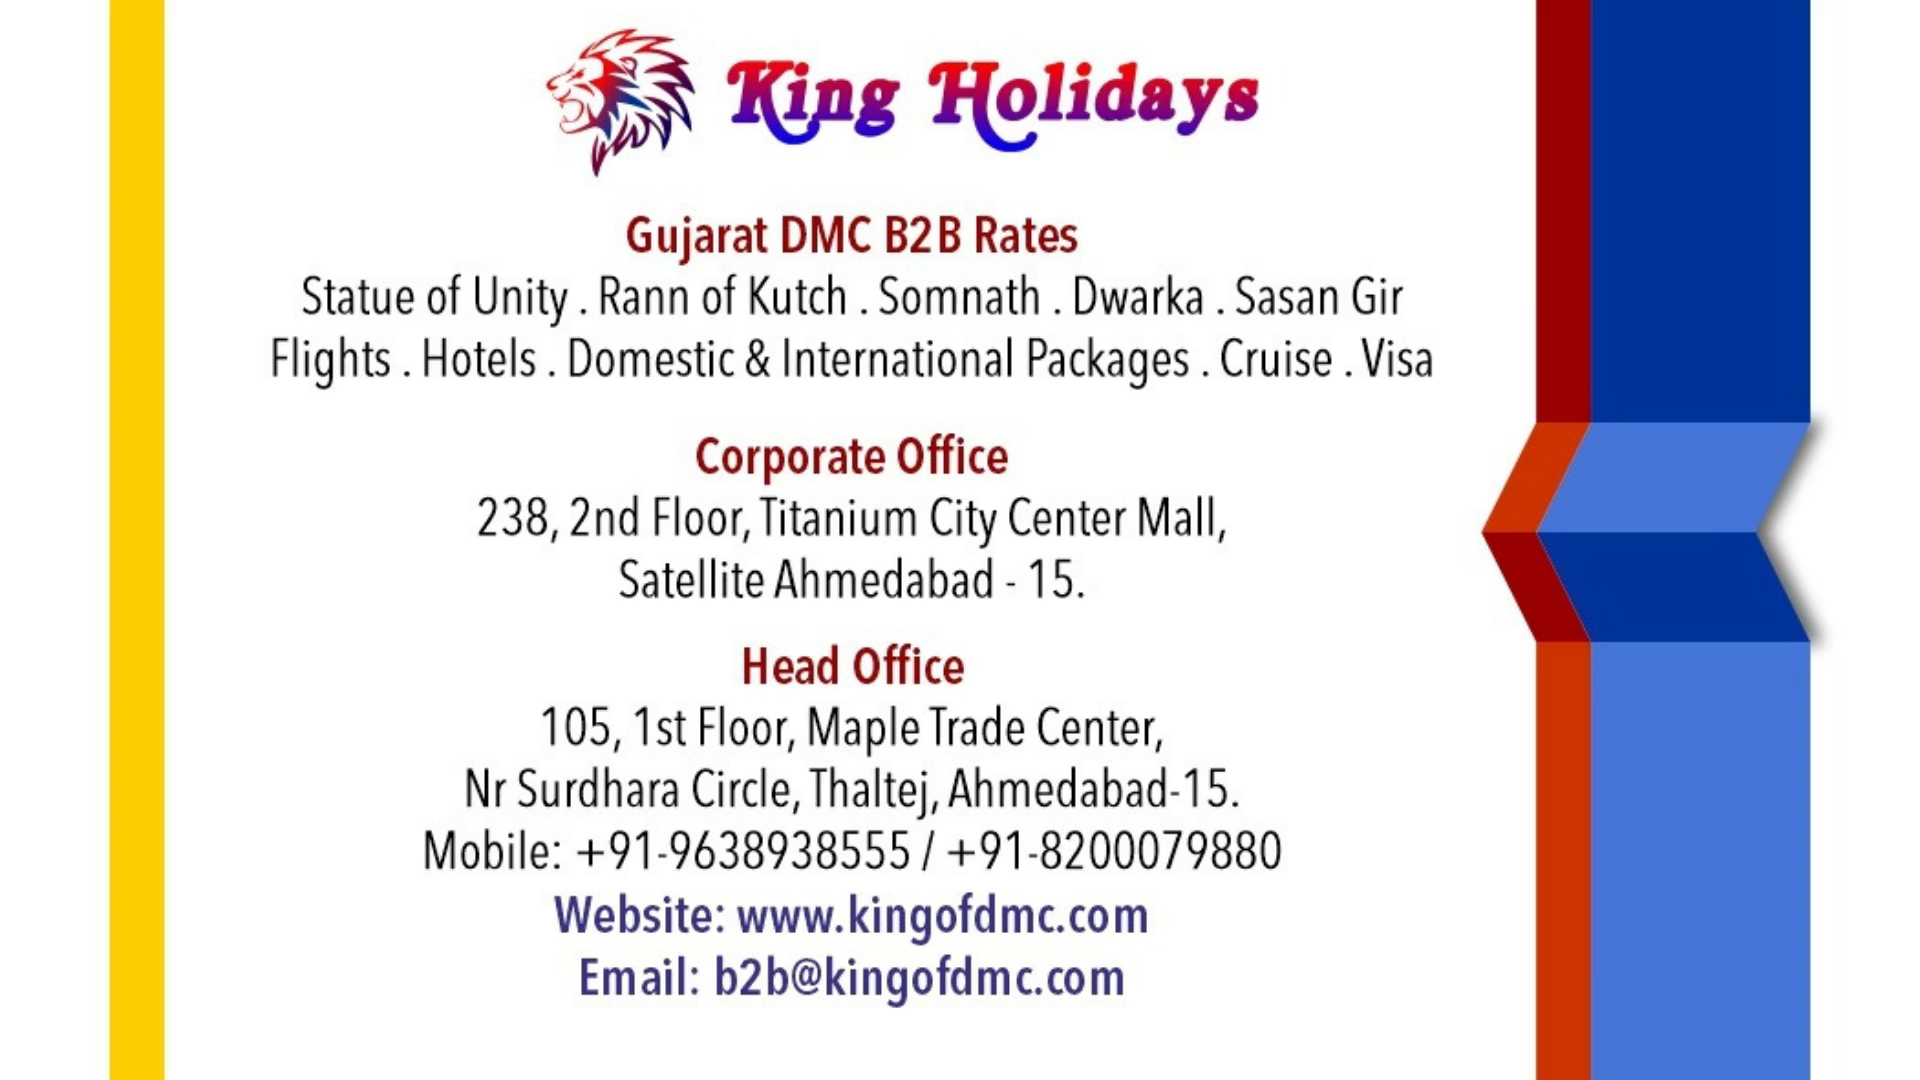 King Holidays
Gujarat DMC B2B Rates
Statue of Unity . Rann of Kutch . Somnath . Dwarka . Sasan Gir
Flights . Hotels . Domestic & International Packages . Cruise . Visa
Corporate Office
238, 2nd Floor, Titanium City Center Mall,
Satellite Ahmedabad - 15.
Head Office
105, 1st Floor, Maple Trade Center,
Nr Surdhara Circle, Thaltej, Ahmedabad-15.
Mobile: +91-9638938555 / +91-8200079880
Website: www.kingofdmc.com
Email: b2b@kingofdmc.com